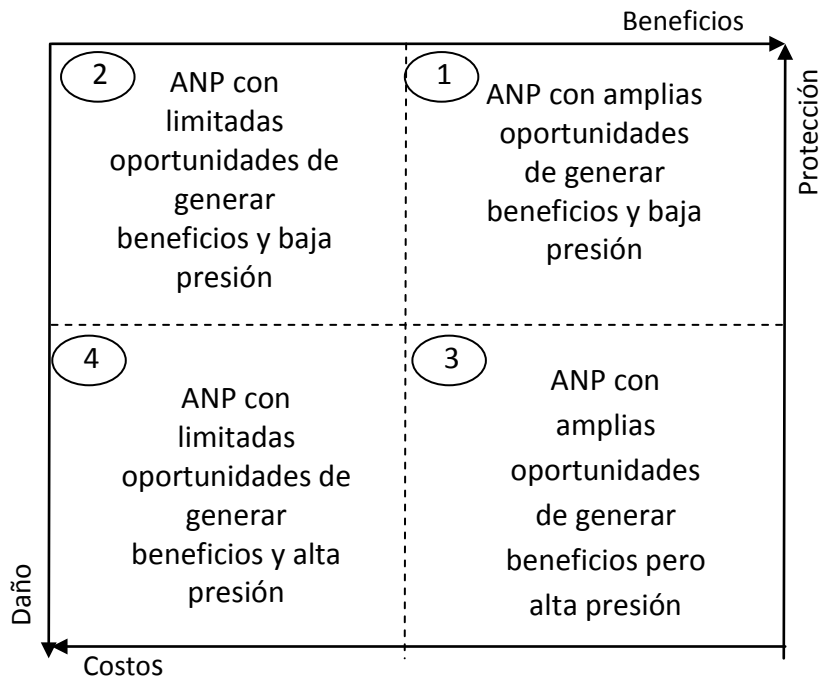 Beneficios
2
ANP con
limitadas
oportunidades de
generar
beneficios y baja
presión
1
ANP con amplias
oportunidades
de generar
beneficios y baja
presión
Protección
4
ANP con
limitadas
oportunidades de
generar
beneficios y alta
presión
3
ANP con
amplias
oportunidades
de generar
beneficios pero
alta presión
Daño
Costos